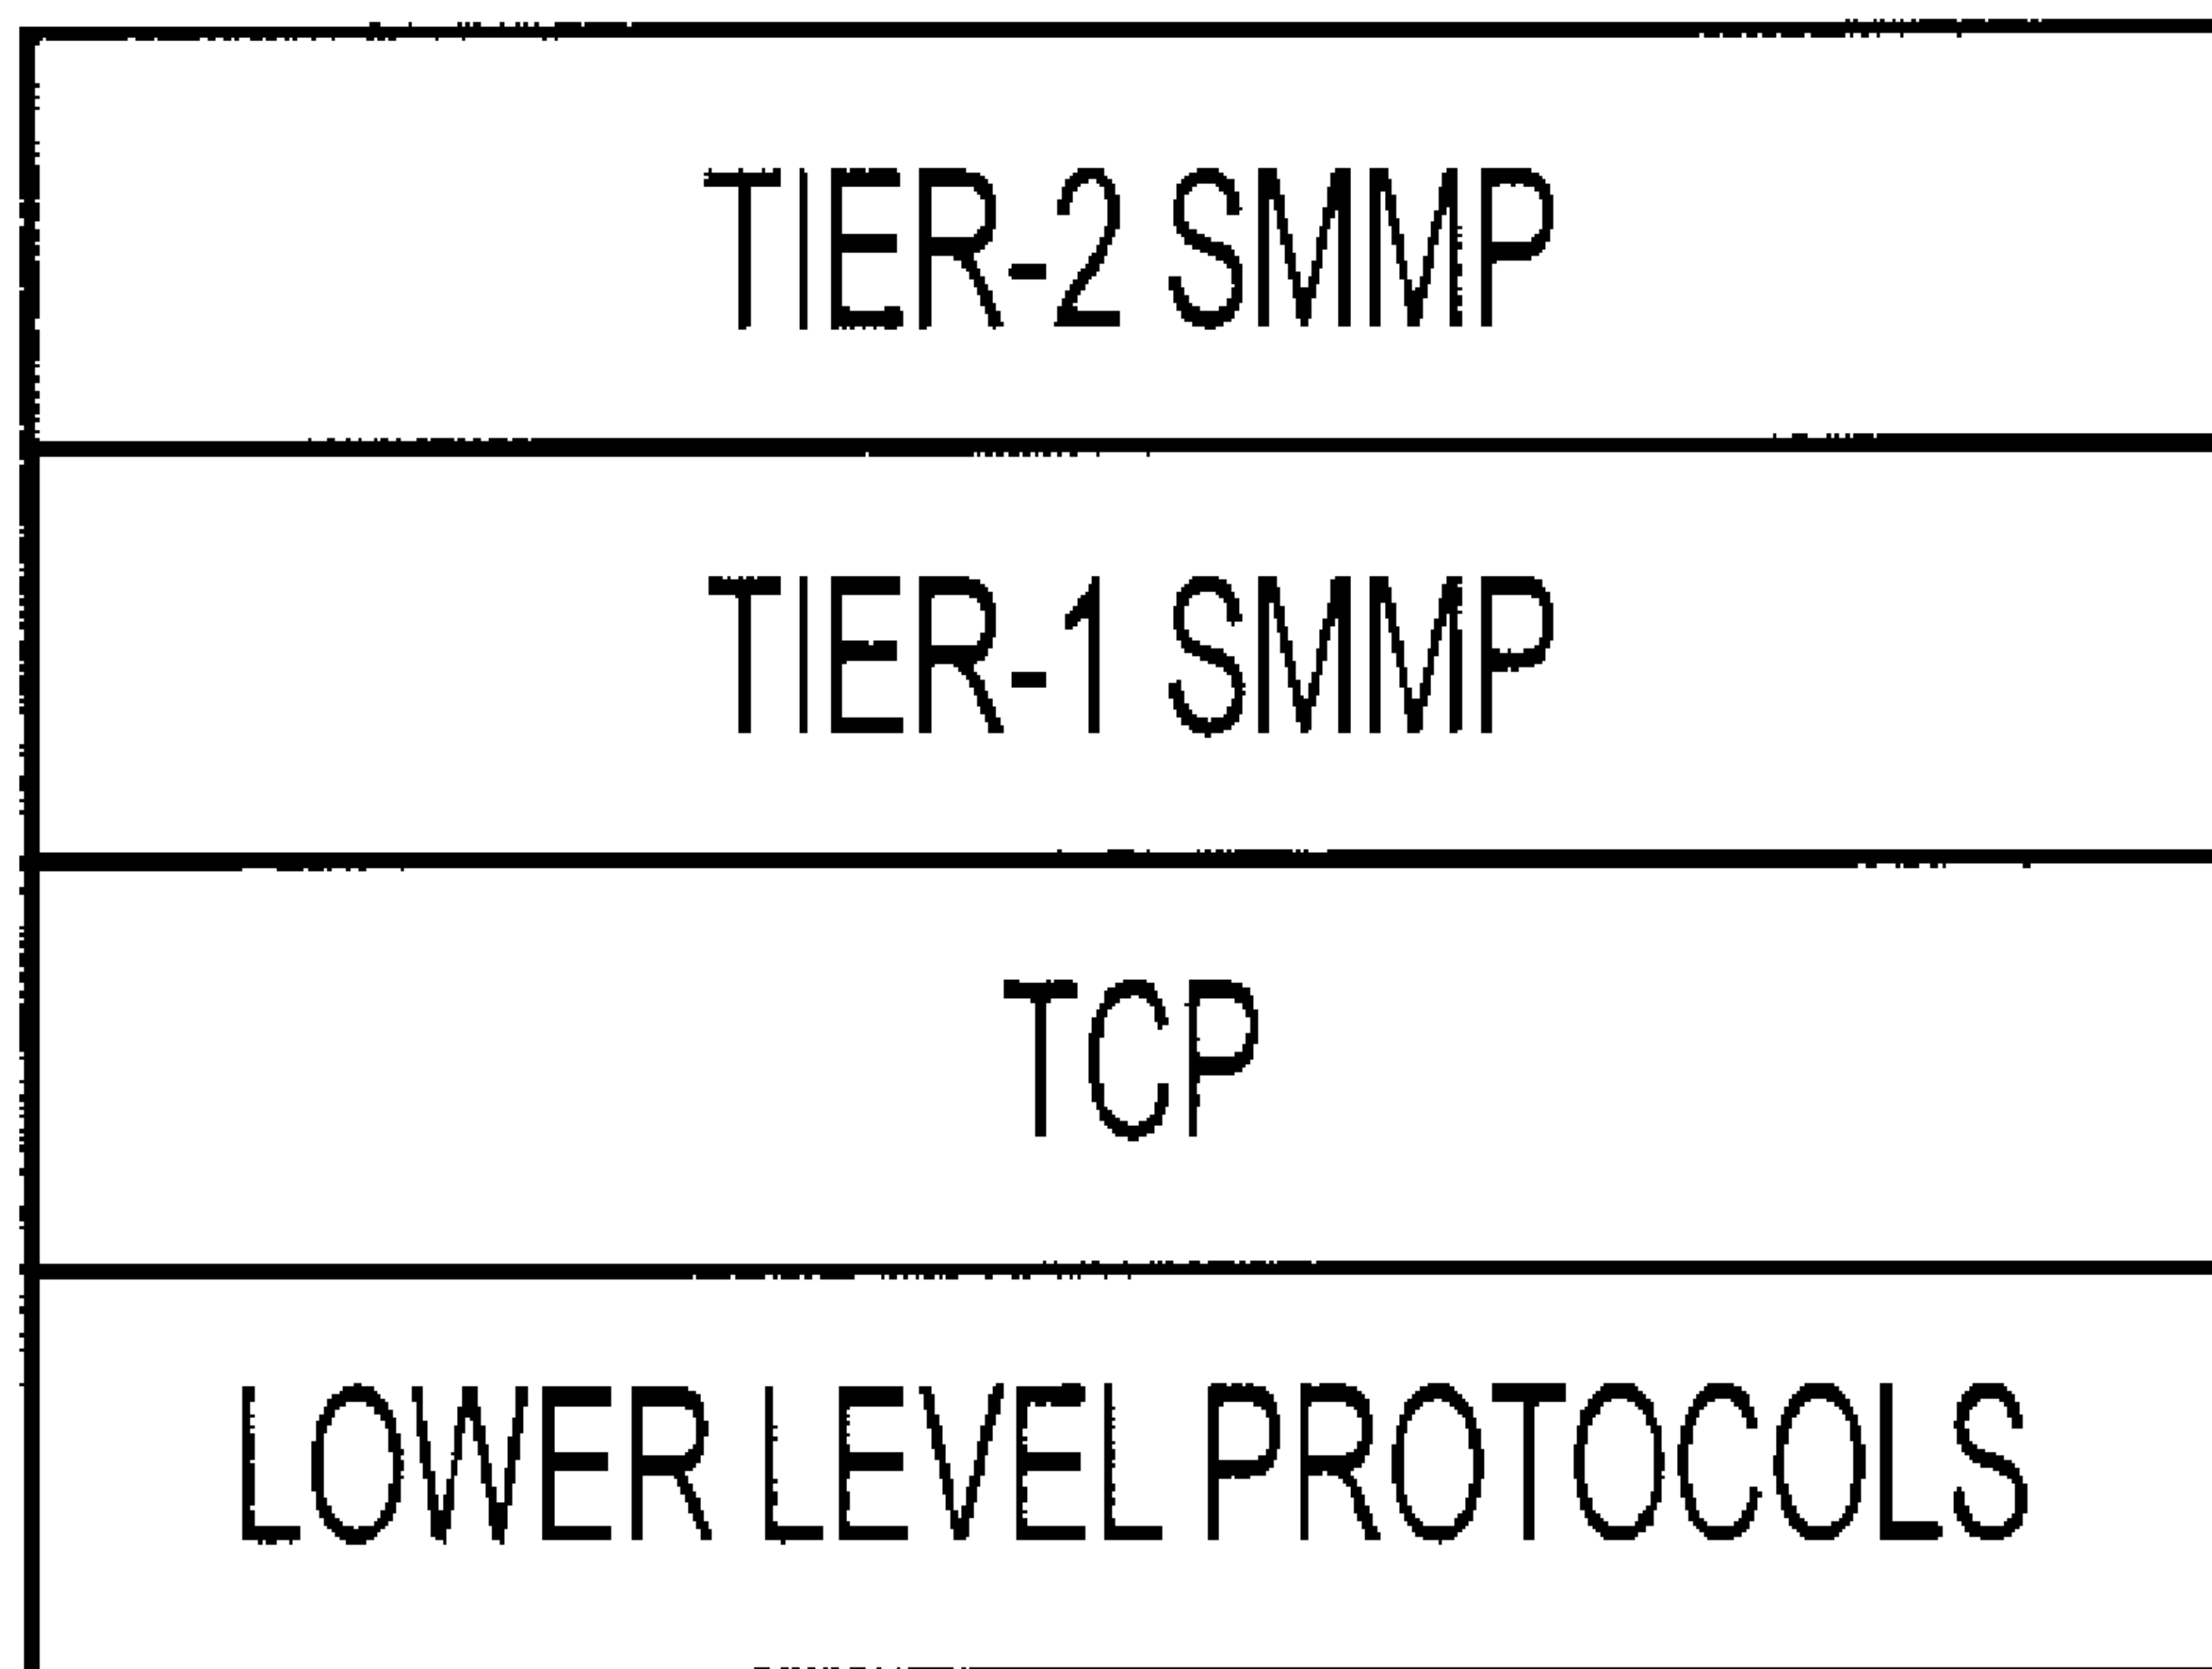 TIER-2 SMMP
TIER-1 SMMP
TCP
LOWER LEVEL PROTOCOLS